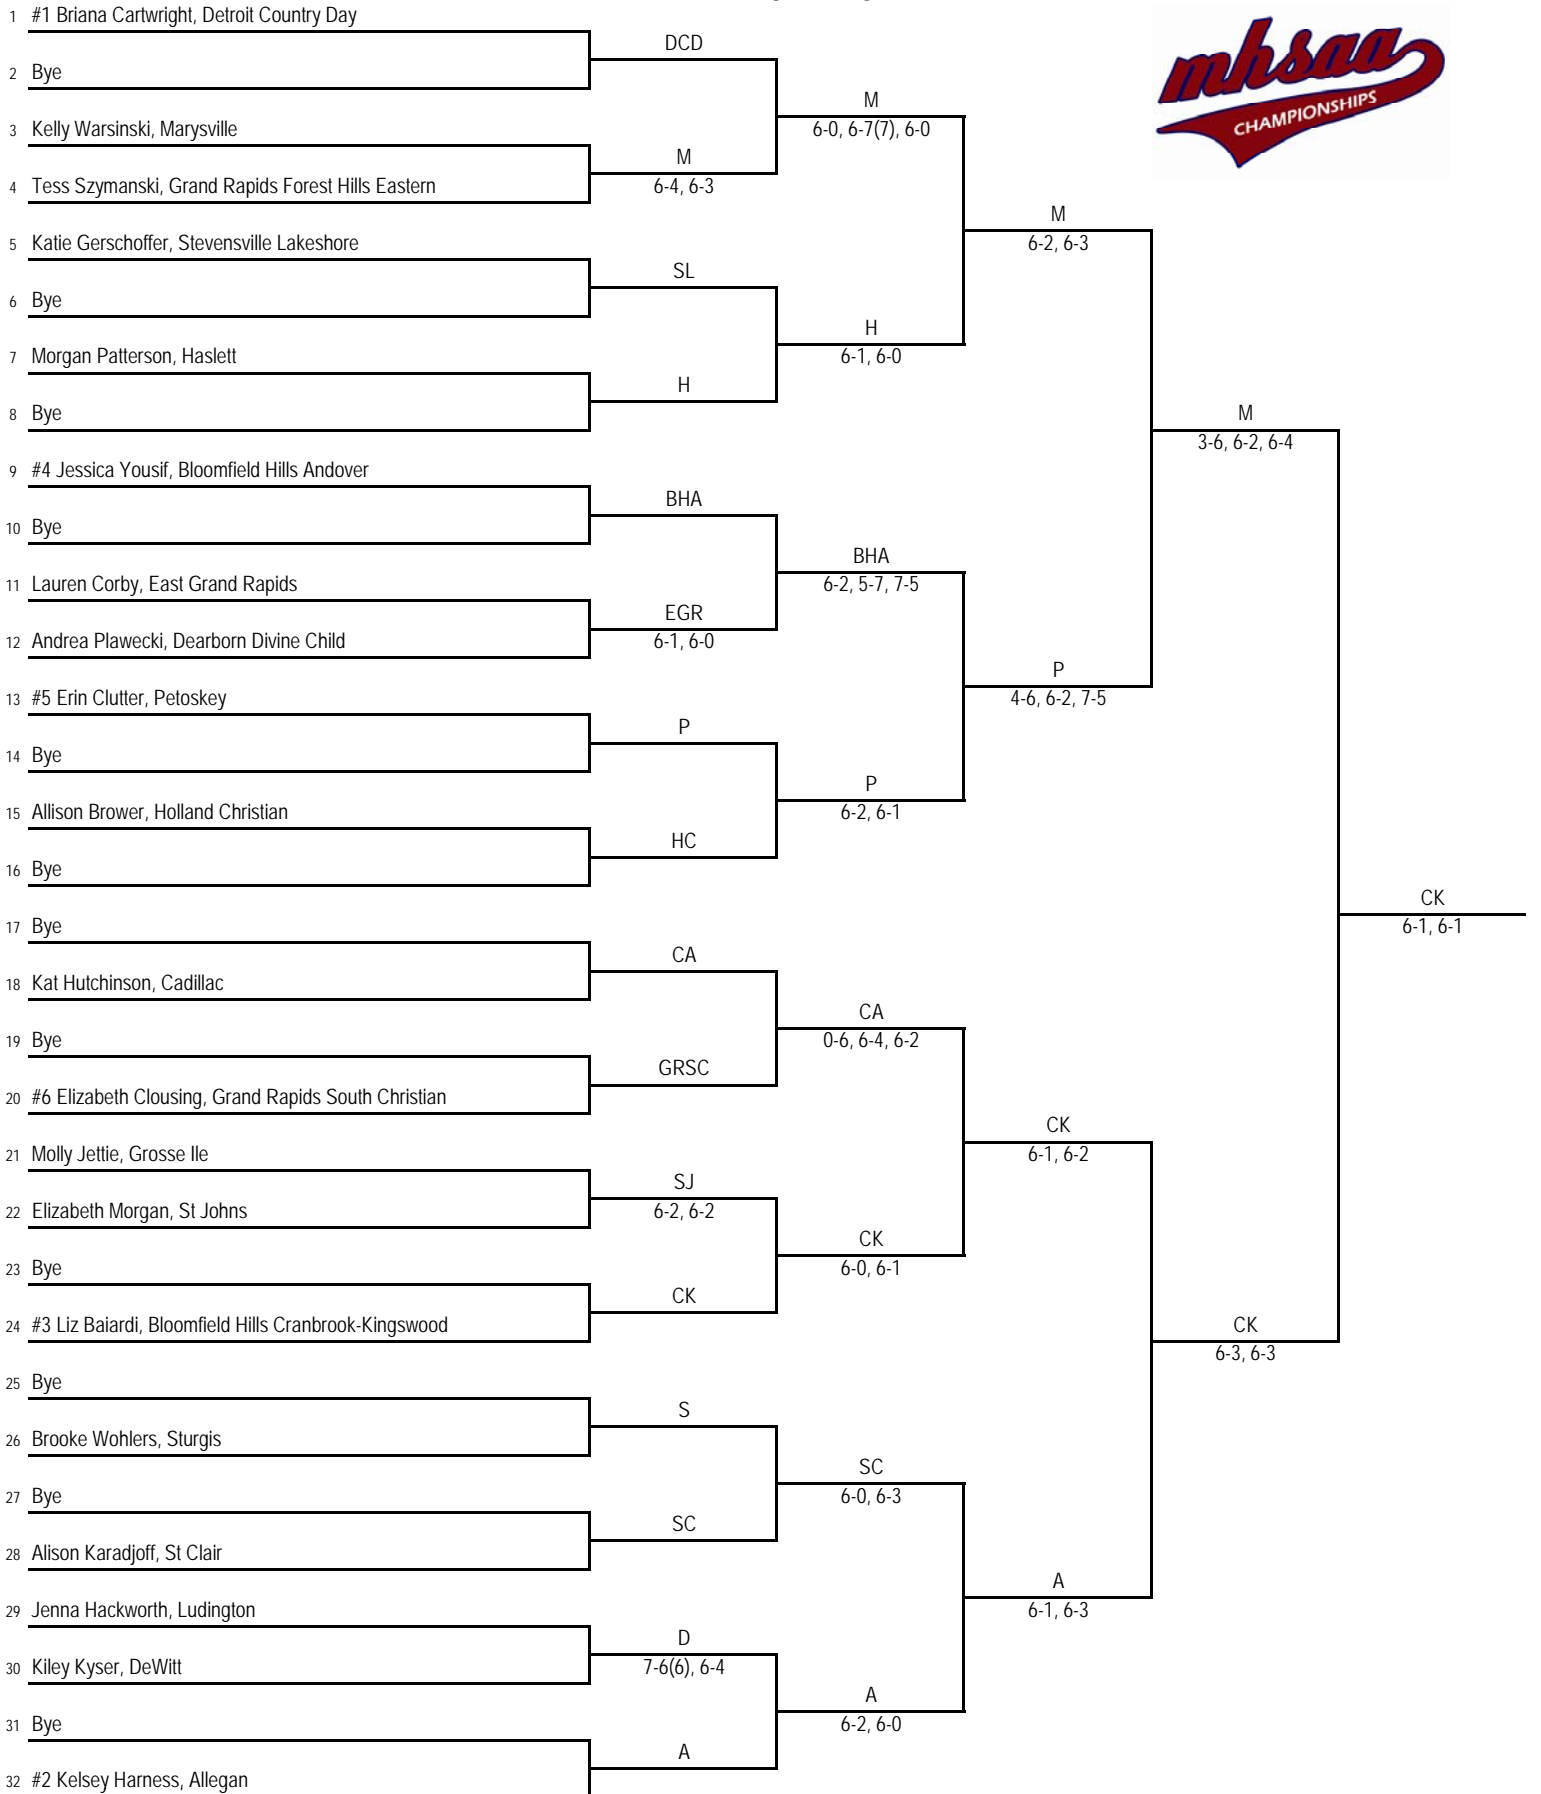 1 #1 Briana Cartwright, Detroit Country Day
DCD
2 Bye
M
6-0, 6-7(7), 6-0
3 Kelly Warsinski, Marysville
M
6-4, 6-3
4 Tess Szymanski, Grand Rapids Forest Hills Eastern
M
6-2, 6-3
5 Katie Gerschoffer, Stevensville Lakeshore
SL
6 Bye
H
6-1, 6-0
7 Morgan Patterson, Haslett
H
8 Bye
M
3-6, 6-2, 6-4
9 #4 Jessica Yousif, Bloomfield Hills Andover
BHA
10 Bye
BHA
6-2, 5-7, 7-5
11 Lauren Corby, East Grand Rapids
EGR
6-1, 6-0
12 Andrea Plawecki, Dearborn Divine Child
P
4-6, 6-2, 7-5
13 #5 Erin Clutter, Petoskey
P
14 Bye
P
6-2, 6-1
15 Allison Brower, Holland Christian
HC
16 Bye
CK
6-1, 6-1
17 Bye
CA
18 Kat Hutchinson, Cadillac
CA
0-6, 6-4, 6-2
19 Bye
GRSC
20 #6 Elizabeth Clousing, Grand Rapids South Christian
CK
6-1, 6-2
21 Molly Jettie, Grosse Ile
SJ
6-2, 6-2
22 Elizabeth Morgan, St Johns
CK
6-0, 6-1
23 Bye
CK
24 #3 Liz Baiardi, Bloomfield Hills Cranbrook-Kingswood
CK
6-3, 6-3
25 Bye
S
26 Brooke Wohlers, Sturgis
SC
6-0, 6-3
27 Bye
SC
28 Alison Karadjoff, St Clair
A
6-1, 6-3
29 Jenna Hackworth, Ludington
D
7-6(6), 6-4
30 Kiley Kyser, DeWitt
A
6-2, 6-0
31 Bye
A
32 #2 Kelsey Harness, Allegan
mhsaa
CHAMPIONSHIPS